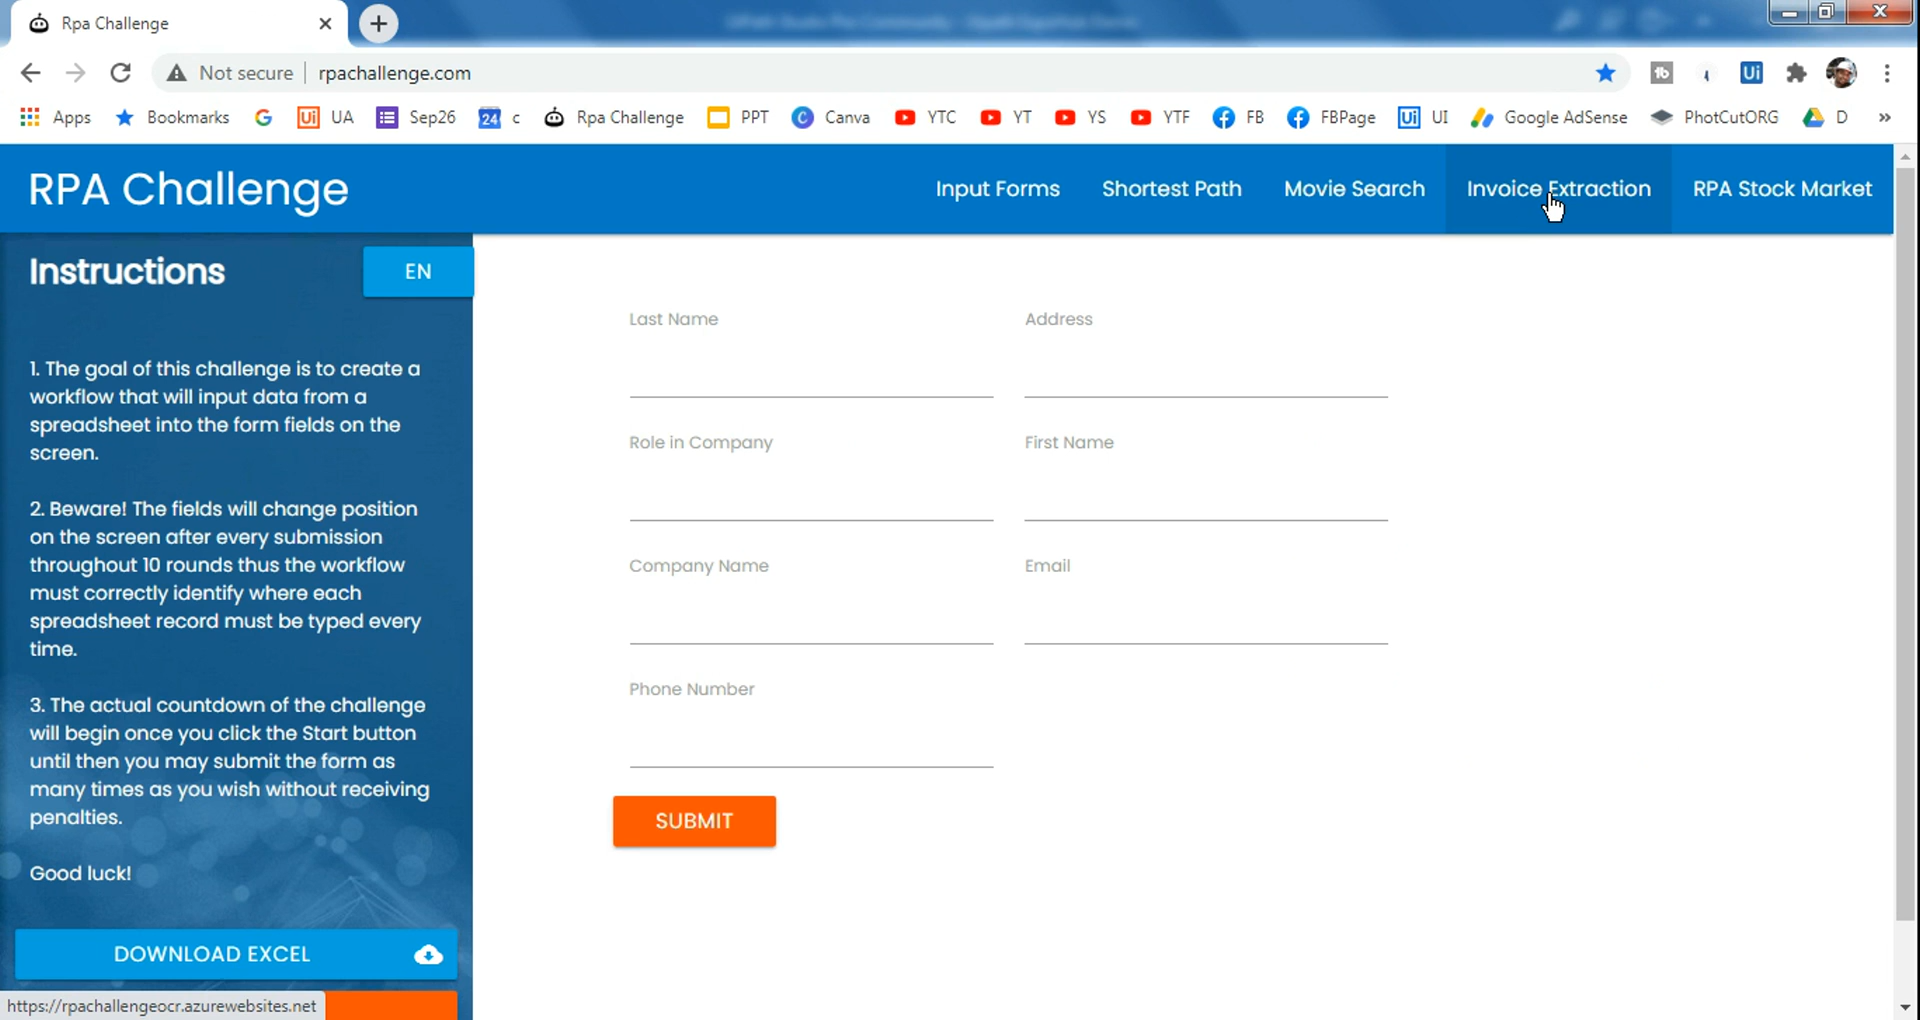 Rpa Challenge
Not secure
rpachallenge.com
Apps
Bookmarks
UA
Sep26
24
c
Rpa Challenge
PPT
Canva
YTC
YT
YS
YTF
FB
FBPage
UI
Google AdSense
PhotCutORG
D
RPA Challenge
Input Forms
Shortest Path
Movie Search
Invoice Extraction
RPA Stock Market
Instructions
EN
1. The goal of this challenge is to create a
workflow that will input data from a
spreadsheet into the form fields on the
screen.
2. Beware! The fields will change position
on the screen after every submission
throughout 10 rounds thus the workflow
must correctly identify where each
spreadsheet record must be typed every
time.
3. The actual countdown of the challenge
will begin once you click the Start button
until then you may submit the form as
many times as you wish without receiving
penalties.
Good luck!
DOWNLOAD EXCEL
https://rpachallengeocr.azurewebsites.net
Last Name
Address
Role in Company
First Name
Company Name
Email
Phone Number
SUBMIT